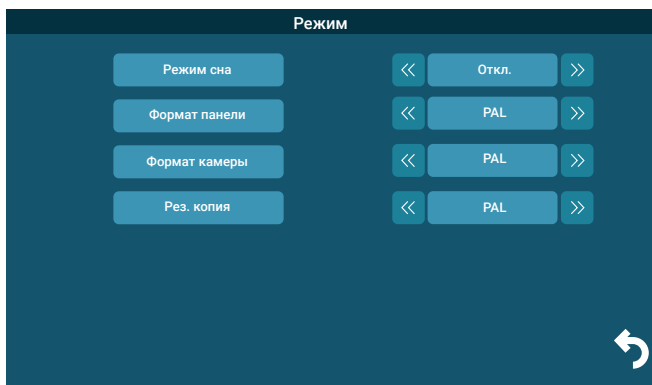 Режим
Режим сна Откл.
Формат панели PAL
Формат камеры PAL
Рез. копия PAL